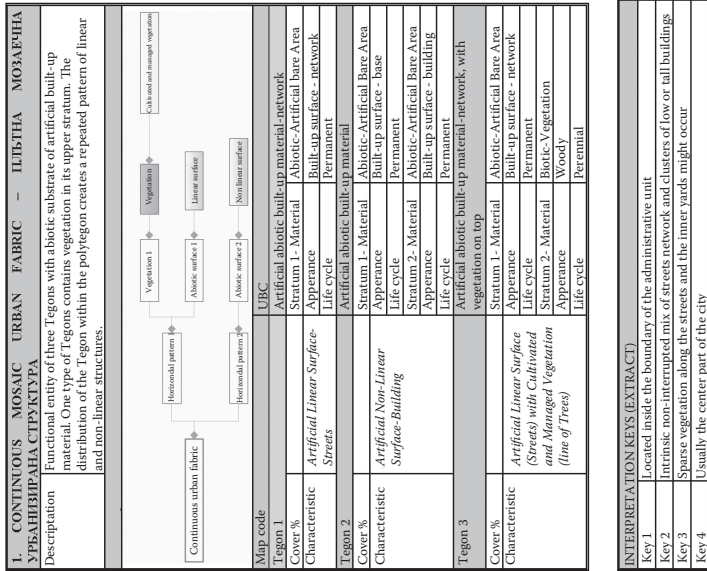 1. CONTINUOUS MOSAIC URBAN FABRIC – ПЛЪТНА МОЗАЕЧНА
УРБАНИЗИРАНА СТРУКТУРА
Desсriptation
Functional entity of three Tegons with abiotic substrate of artificial built-up
material. One type of Tegons contains vegetation in its upper stratum. The
distribution of the Tegon within the polytegon creates a repeated pattern of linear
and non-linear structures.
Continuous urban fabric
Horizondal pattern 1
Horizondal pattern 2
Vegetation 1
Abiotic surface 1
Abiotic surface 2
Vegetation
Linear surface
Non linear surface
Cultivated and managed vegetation
Map code
UBC
Tegon 1
Artificial abiotic built-up material-network
Cover %
Stratum 1- Material
Abiotic-Artificial bare Area
Characteristic
Artificial Linear Surface-
Streets
Apperance
Built-up surface - network
Life cycle
Permanent
Tegon 2
Artificial abiotic built-up material
Cover %
Stratum 1- Material
Abiotic-Artificial Bare Area
Characteristic
Artificial Non-Linear
Surface-Building
Apperance
Built-up surface - base
Life cycle
Permanent
Stratum 2- Material
Abiotic-Artificial Bare Area
Apperance
Built-up surface - building
Life cycle
Permanent
Tegon 3
Artificial abiotic built-up material-network, with
vegetation on top
Cover %
Stratum 1- Material
Abiotic-Artificial Bare Area
Characteristic
Artificial Linear Surface
(Streets) with Cultivated
and Managed Vegetation
(line of Trees)
Apperance
Built-up surface - network
Life cycle
Permanent
Stratum 2- Material
Biotic-Vegetation
Apperance
Woody
Life cycle
Perennial
INTERPRETATION KEYS (EXTRACT)
Key 1
Located inside the boundary of the administrative unit
Key 2
Intrinsic non-interrupted mix of streets network and clusters of low or tall buildings
Key 3
Sparse vegetation along the streets and the inner yards might occur
Key 4
Usually the center part of the city